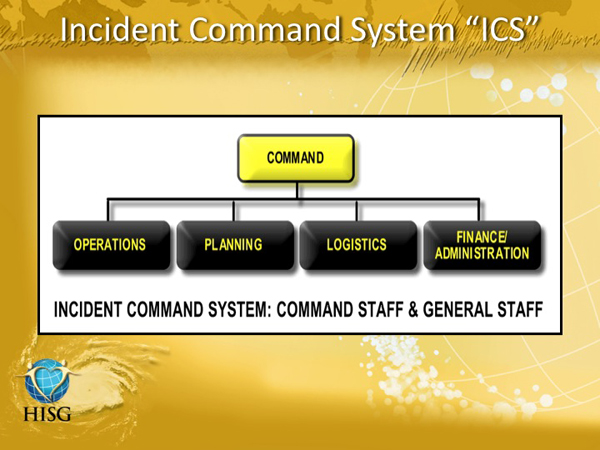 Incident Command System “ICS”
COMMAND
OPERATIONS
PLANNING
LOGISTICS
FINANCE/
ADMINISTRATION
INCIDENT COMMAND SYSTEM: COMMAND STAFF & GENERAL STAFF
HISG